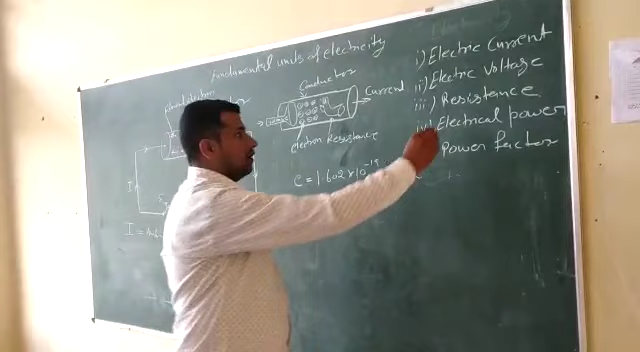 Fundamental units of electricity
Conductor
Current
electron Resistance
e = 1.602 x 10⁻¹⁹
I
I =
i) Electric Current
ii) Electric Voltage
iii) Resistance
iv) Electrical power
Power factor